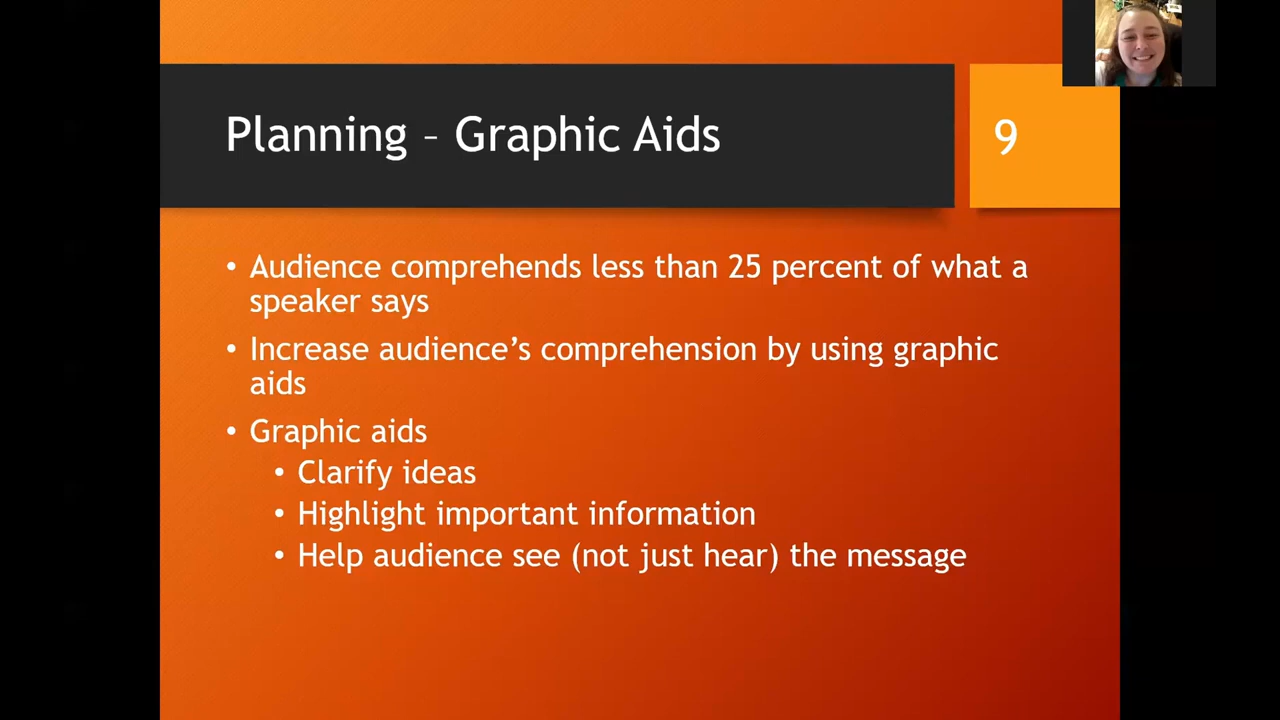 Planning – Graphic Aids
9
• Audience comprehends less than 25 percent of what a
speaker says
• Increase audience’s comprehension by using graphic
aids
• Graphic aids
• Clarify ideas
• Highlight important information
• Help audience see (not just hear) the message